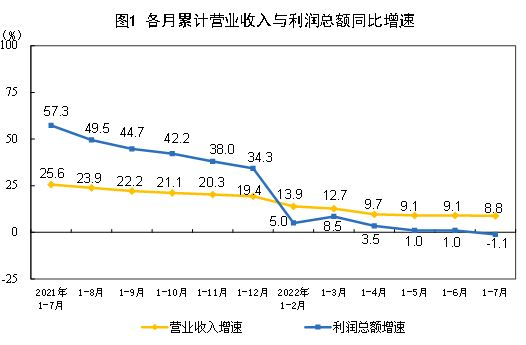 图1 各月累计营业收入与利润总额同比增速
(%)
100
75
50
25
0
-25
57.3
49.5
44.7
42.2
38.0
34.3
5.0
8.5
3.5
1.0
1.0
-1.1
25.6
23.9
22.2
21.1
20.3
19.4
13.9
12.7
9.7
9.1
9.1
8.8
2021年
1-7月
1-8月
1-9月
1-10月
1-11月
1-12月
2022年
1-2月
1-3月
1-4月
1-5月
1-6月
1-7月
营业收入增速
利润总额增速